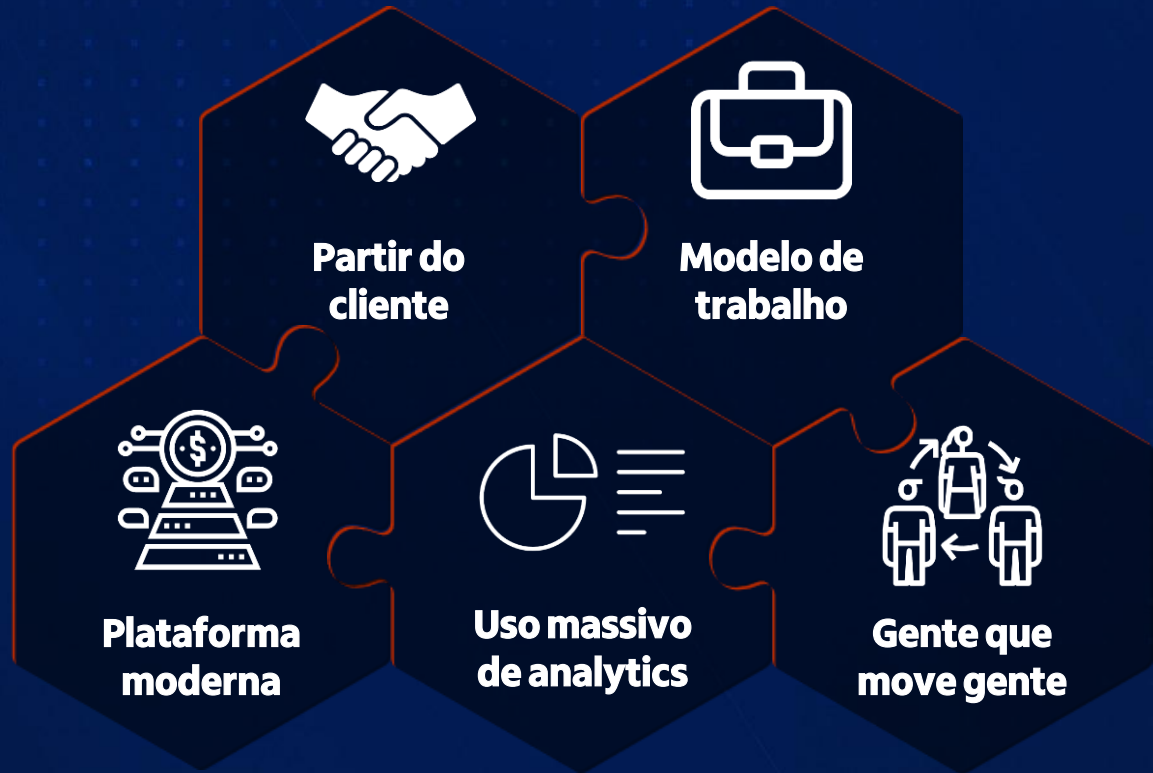 Partir do
cliente
Modelo de
trabalho
$
Plataforma
moderna
Uso massivo
de analytics
Gente que
move gente